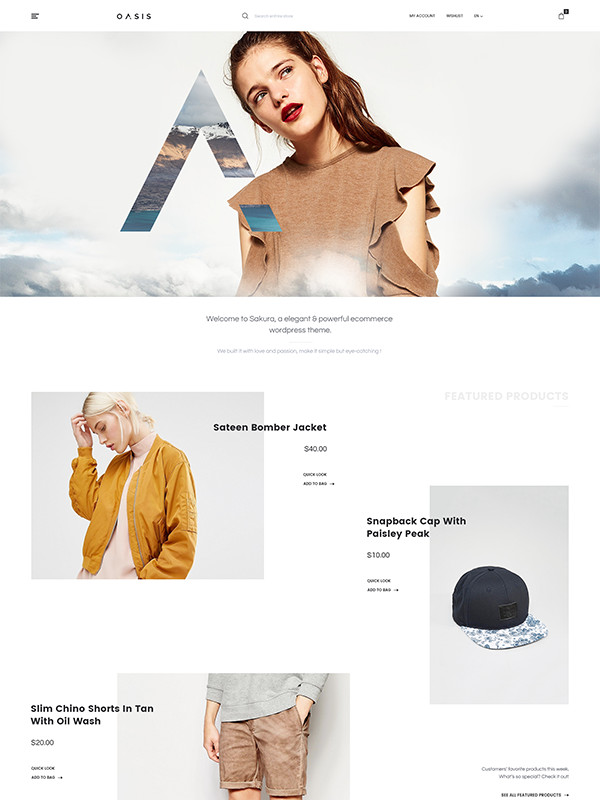 OASIS
Search entire store
MY ACCOUNT
WISHLIST
EN
0
Welcome to Sakura, a elegant & powerful ecommerce
wordpress theme.
We built it with love and passion, make it simple but eye-catching !
FEATURED PRODUCTS
Sateen Bomber Jacket
$40.00
QUICK LOOK
ADD TO BAG
Snapback Cap With
Paisley Peak
$10.00
QUICK LOOK
ADD TO BAG
Slim Chino Shorts In Tan
With Oil Wash
$20.00
QUICK LOOK
ADD TO BAG
Customers' favorite products this week,
What's so special? Check it out!
SEE ALL FEATURED PRODUCTS